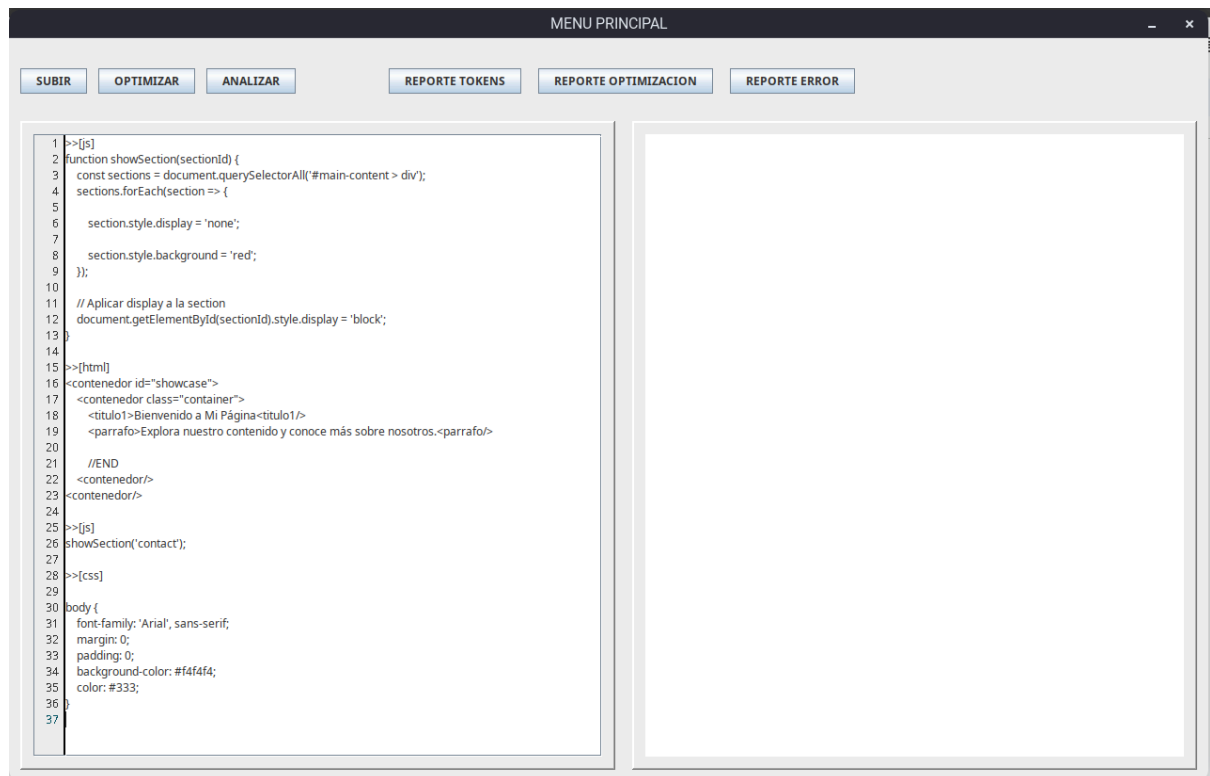 MENU PRINCIPAL
SUBIR OPTIMIZAR ANALIZAR REPORTE TOKENS REPORTE OPTIMIZACION REPORTE ERROR
1 >>[js]
2 function showSection(sectionId) {
3 const sections = document.querySelectorAll('#main-content > div');
4 sections.forEach(section => {
5
6 section.style.display = 'none';
7
8 section.style.background = 'red';
9 });
10
11 // Aplicar display a la section
12 document.getElementById(sectionId).style.display = 'block';
13 }
14
15 >>[html]
16 <contenedor id="showcase">
17 <contenedor class="container">
18 <titulo1>Bienvenido a Mi Página<titulo1/>
19 <parrafo>Explora nuestro contenido y conoce más sobre nosotros.<parrafo/>
20
21 //END
22 <contenedor/>
23 <contenedor/>
24
25 >>[js]
26 showSection('contact');
27
28 >>[css]
29
30 body {
31 font-family: 'Arial', sans-serif;
32 margin: 0;
33 padding: 0;
34 background-color: #f4f4f4;
35 color: #333;
36 }
37